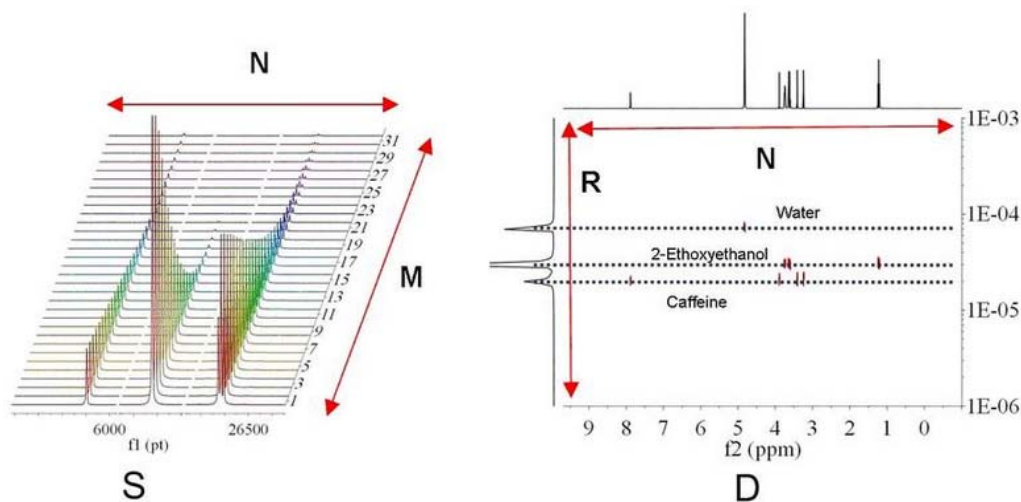 N
31
29
27
25
23
21
19
17
15
13
11
9
7
5
3
1
M
6000 26500
f1 (pt)
S
1E-03
N
R
Water
1E-04
2-Ethoxyethanol
Caffeine
1E-05
1E-06
9 8 7 6 5 4 3 2 1 0
f2 (ppm)
D